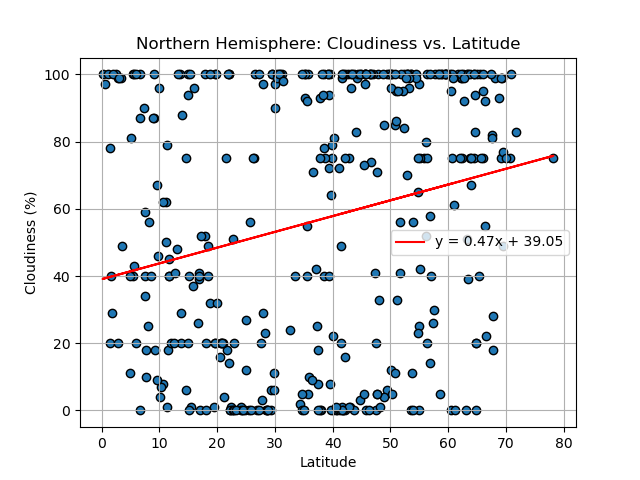 Northern Hemisphere: Cloudiness vs. Latitude
100
80
60
40
20
0
Cloudiness (%)
y = 0.47x + 39.05
0 10 20 30 40 50 60 70 80
Latitude